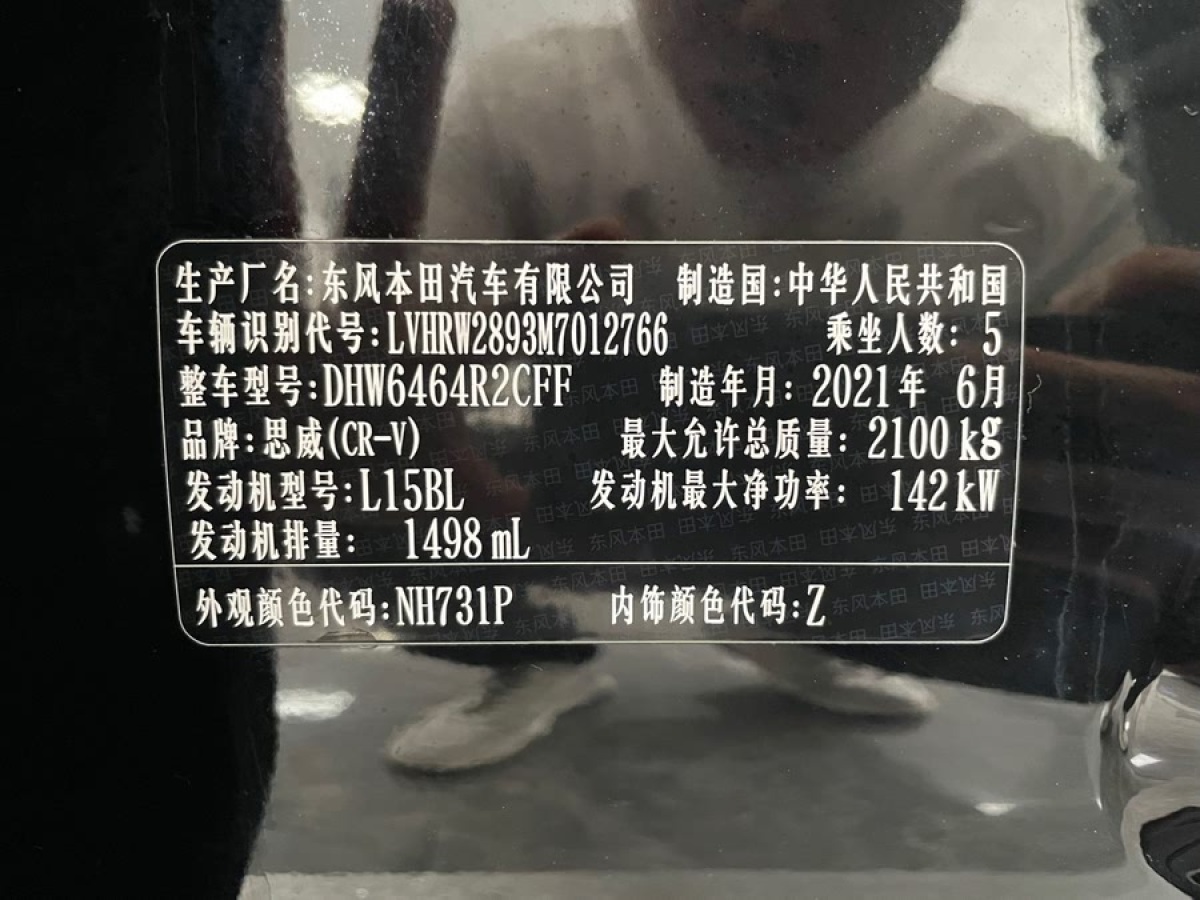 生产厂名:东风本田汽车有限公司 制造国:中华人民共和国
车辆识别代号:LVHRW2893M7012766 乘坐人数: 5
整车型号:DHW6464R2CFF 制造年月: 2021年 6月
品牌:思威(CR-V) 最大允许总质量: 2100 kg
发动机型号:L15BL 发动机最大净功率: 142 kW
发动机排量: 1498 mL
外观颜色代码:NH731P 内饰颜色代码:Z